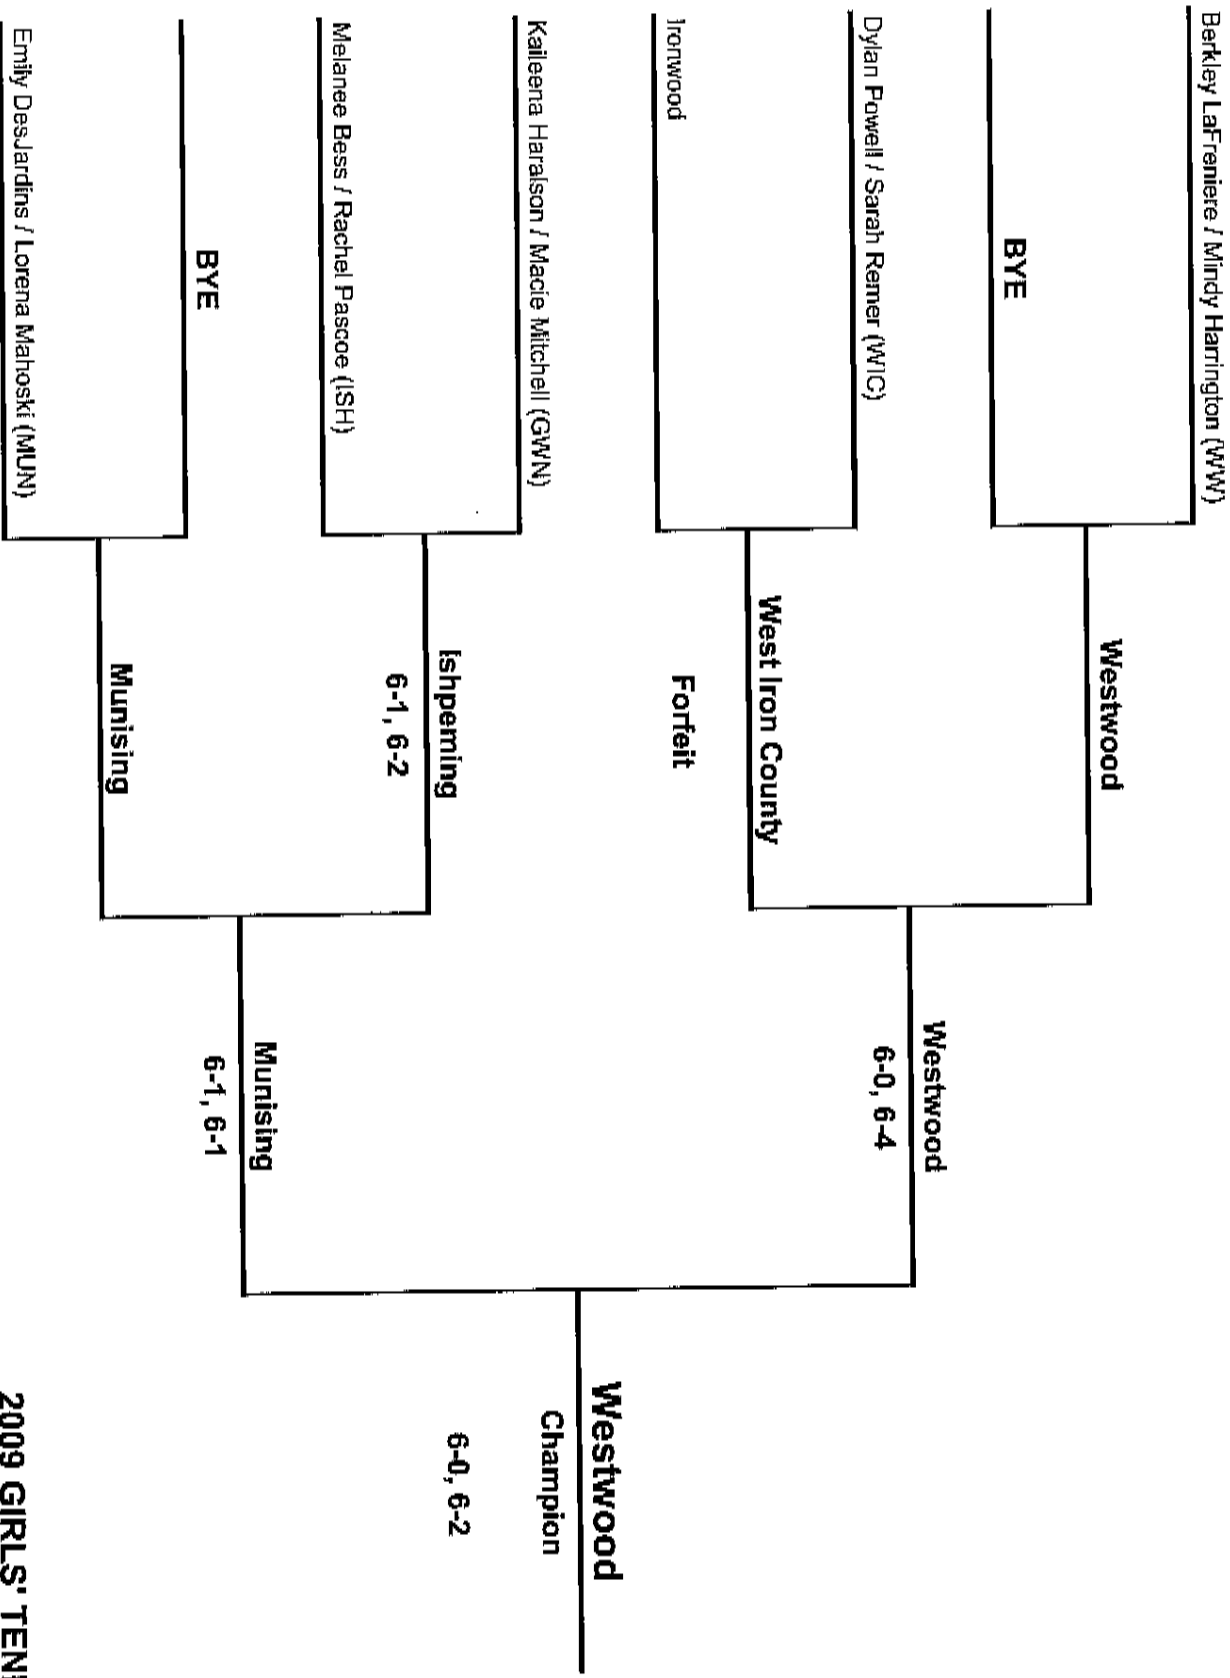 Berkley LaFreniere / Mindy Harrington (WW)
BYE
Dylan Powell / Sarah Remer (WIC)
Ironwood
Kaileena Haralson / Macie Mitchell (GWN)
Melanee Bess / Rachel Pascoe (ISH)
BYE
Emily DesJardins / Lorena Mahoski (MUN)
Westwood
West Iron County
Forfeit
Ishpeming
6-1, 6-2
Munising
Westwood
6-0, 6-4
Munising
6-1, 6-1
Westwood
Champion
6-0, 6-2
2009 GIRLS'